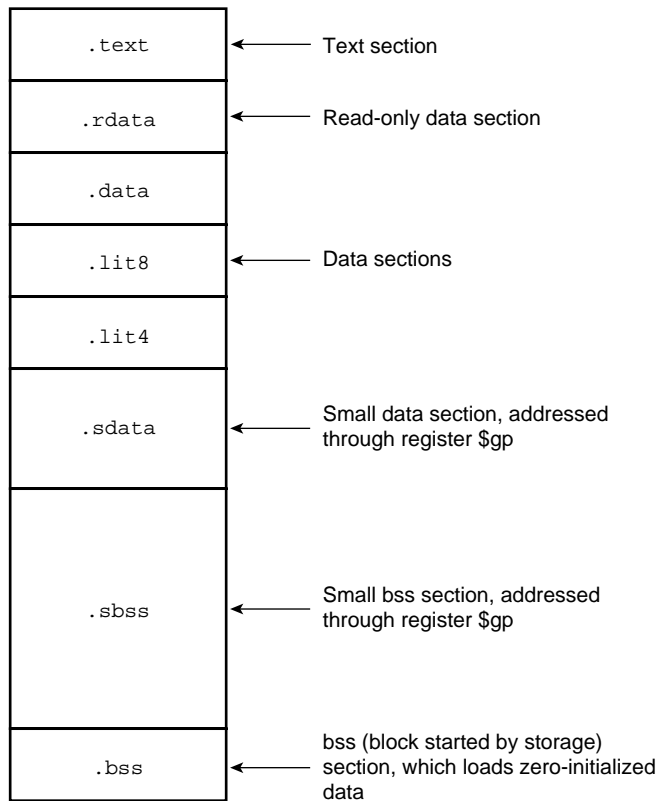 .text
Text section
.rdata
Read-only data section
.data
.lit8
Data sections
.lit4
.sdata
Small data section, addressed
through register $gp
.sbss
Small bss section, addressed
through register $gp
.bss
bss (block started by storage)
section, which loads zero-initialized
data